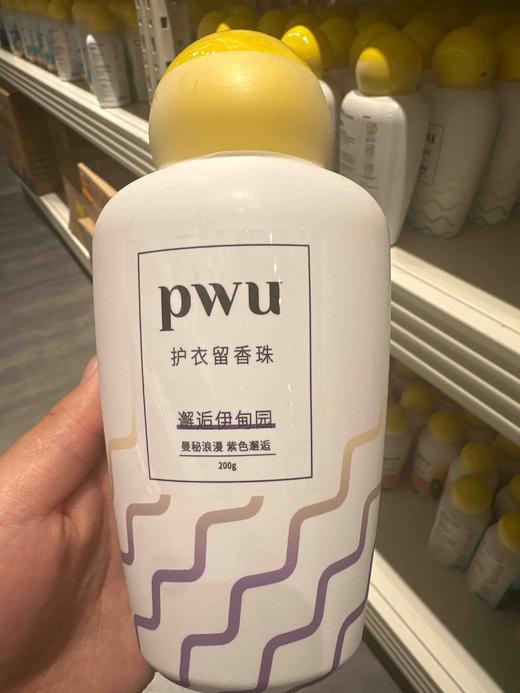 pwu
护衣留香珠
邂逅伊甸园
曼秘浪漫 紫色邂逅
200g